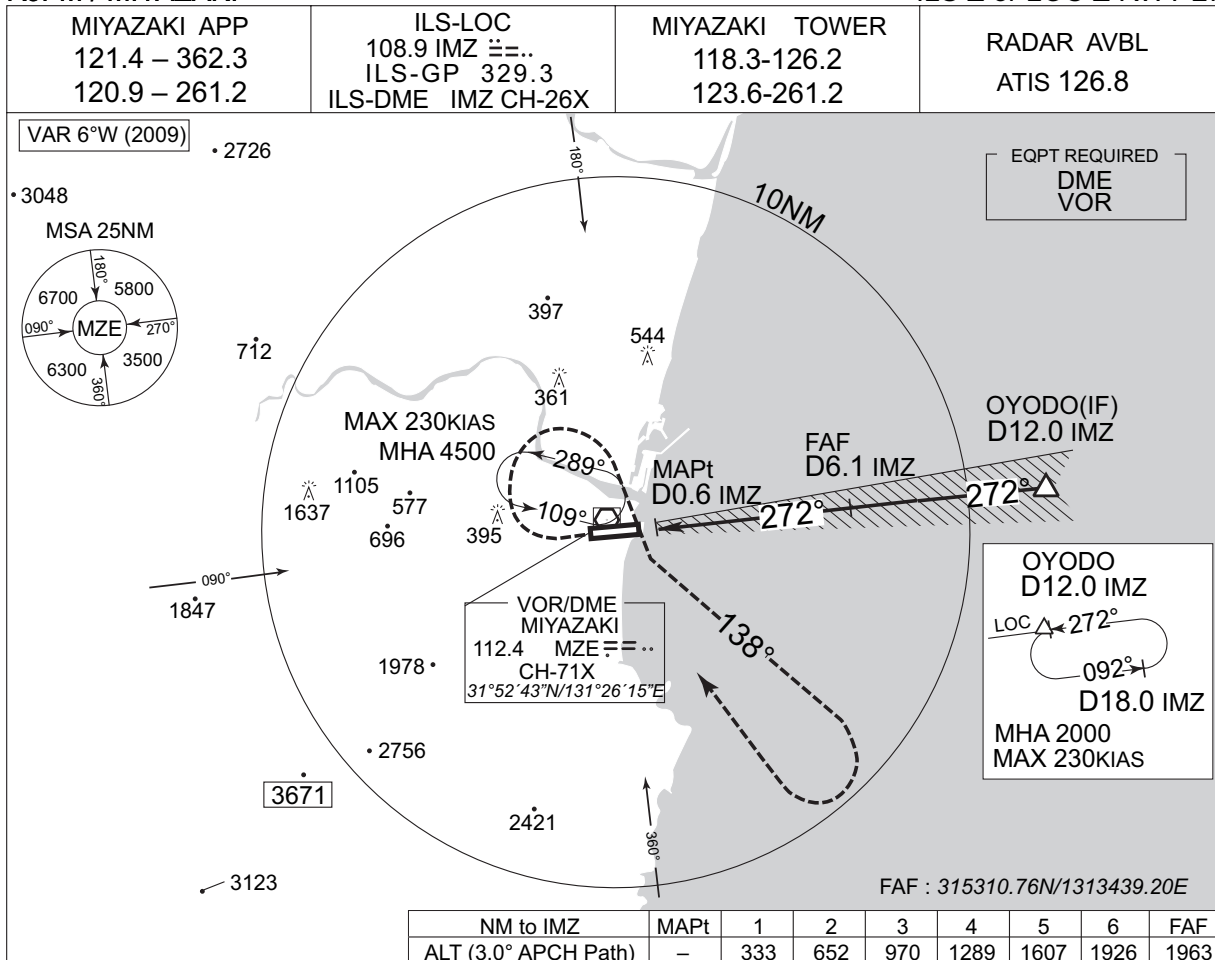 MIYAZAKI APP
121.4 – 362.3
120.9 – 261.2
ILS-LOC
108.9 IMZ
ILS-GP 329.3
ILS-DME IMZ CH-26X
MIYAZAKI TOWER
118.3-126.2
123.6-261.2
RADAR AVBL
ATIS 126.8
VAR 6°W (2009)
2726
3048
MSA 25NM
180°
6700
5800
090°
MZE
270°
6300
3500
360°
180°
10NM
EQPT REQUIRED
DME
VOR
397
544
712
361
MAX 230KIAS
MHA 4500
289°
109°
1105
577
1637
696
395
MAPt
D0.6 IMZ
FAF
D6.1 IMZ
OYODO(IF)
D12.0 IMZ
272°
272°
090°
1847
VOR/DME
MIYAZAKI
112.4 MZE
CH-71X
31°52´43”N/131°26´15”E
138°
1978
OYODO
D12.0 IMZ
LOC
272°
092°
D18.0 IMZ
MHA 2000
MAX 230KIAS
2756
3671
2421
360°
3123
FAF : 315310.76N/1313439.20E
NM to IMZ MAPt 1 2 3 4 5 6 FAF
ALT (3.0° APCH Path) – 333 652 970 1289 1607 1926 1963